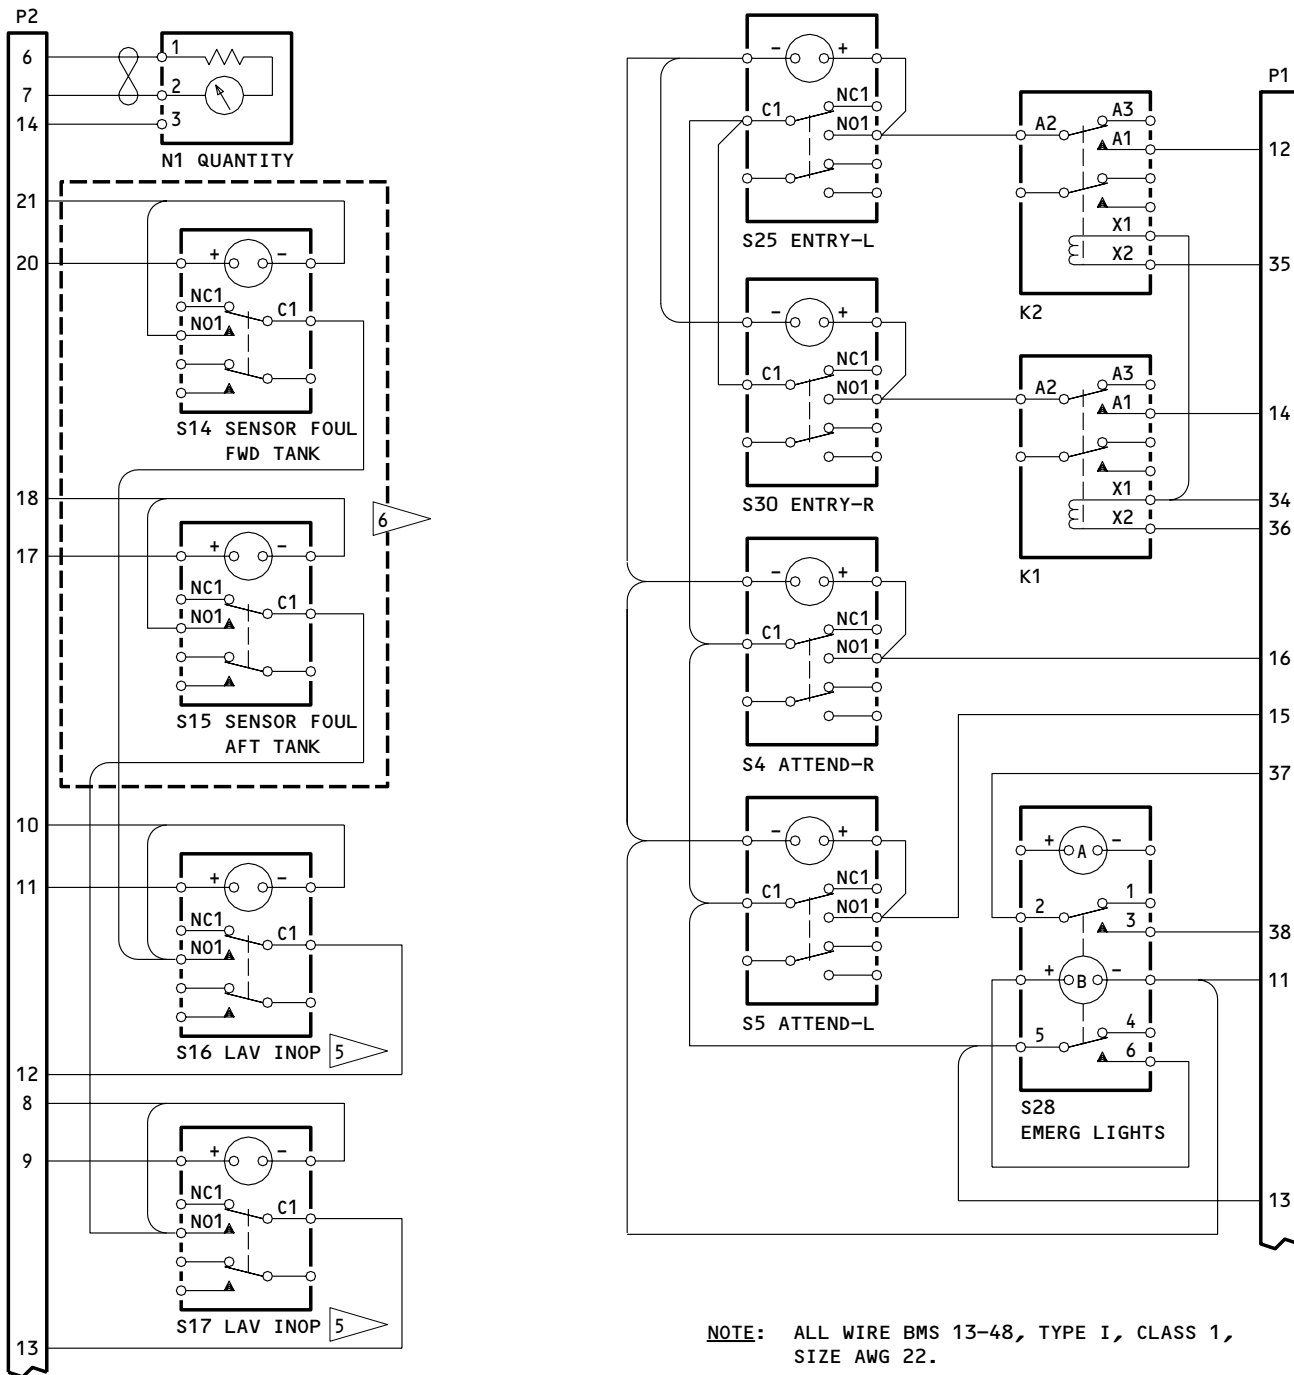 P2
6
7
14
1
2
3
N1 QUANTITY
21
20
+ -
NC1
NO1
C1
S14 SENSOR FOUL
FWD TANK
18
17
6
+ -
NC1
NO1
C1
S15 SENSOR FOUL
AFT TANK
10
11
+ -
NC1
NO1
C1
S16 LAV INOP
5
12
8
9
+ -
NC1
NO1
C1
S17 LAV INOP
5
13
- +
NC1
C1
NO1
S25 ENTRY-L
- +
NC1
C1
NO1
S30 ENTRY-R
- +
NC1
C1
NO1
S4 ATTEND-R
- +
NC1
C1
NO1
S5 ATTEND-L
A3
A2
A1
X1
X2
K2
A3
A2
A1
X1
X2
K1
+ A -
1
2
3
+ B -
4
5
6
S28
EMERG LIGHTS
P1
12
35
14
34
36
16
15
37
38
11
13
NOTE: ALL WIRE BMS 13-48, TYPE I, CLASS 1,
SIZE AWG 22.